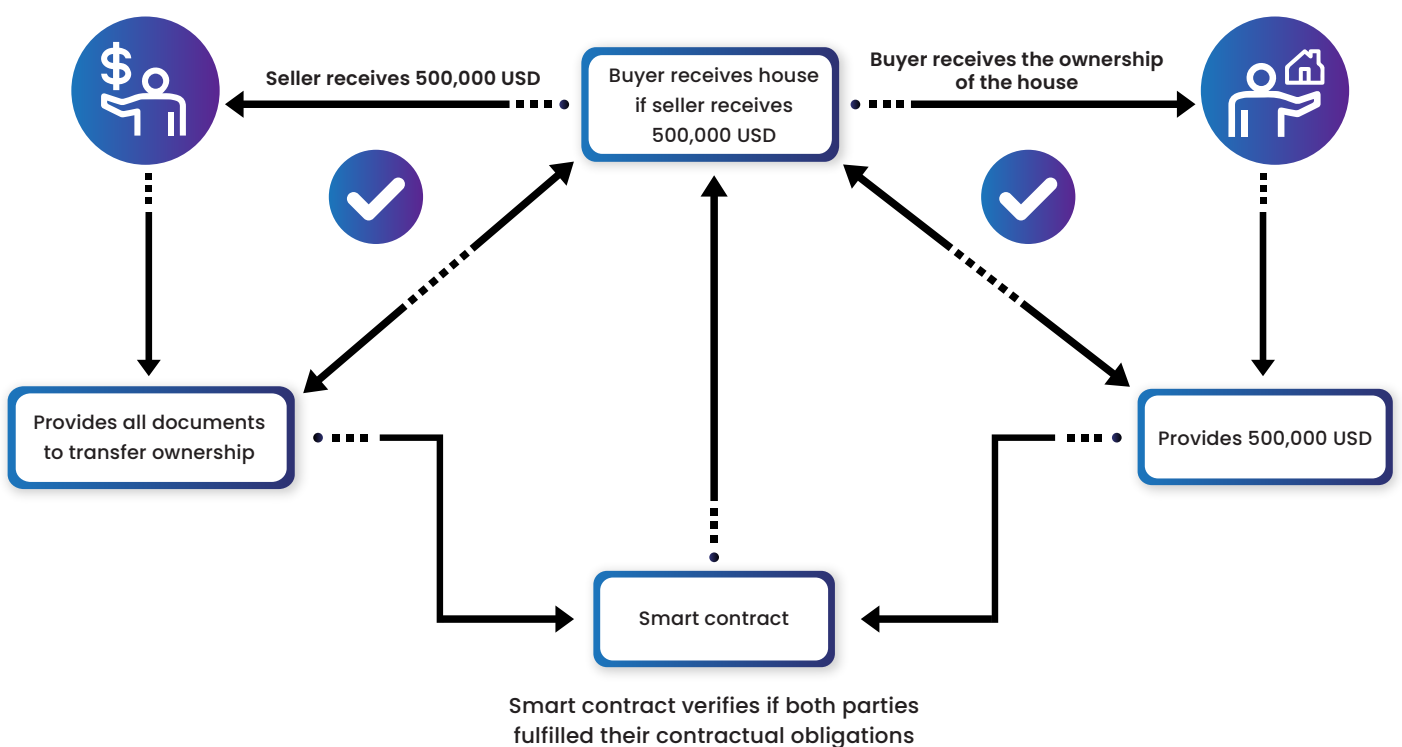 Seller receives 500,000 USD
Buyer receives house
if seller receives
500,000 USD
Buyer receives the ownership
of the house
Provides all documents
to transfer ownership
Provides 500,000 USD
Smart contract
Smart contract verifies if both parties
fulfilled their contractual obligations